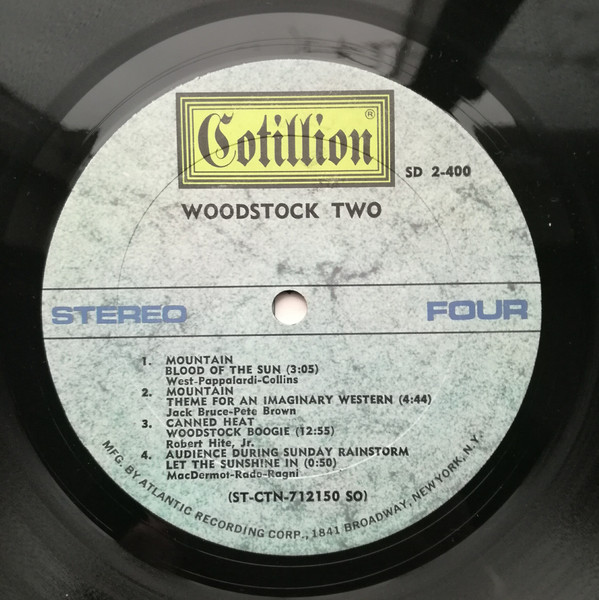 Cotillion®
SD 2-400
WOODSTOCK TWO
STEREO FOUR
1. MOUNTAIN
BLOOD OF THE SUN (3:05)
West-Pappalardi-Collins
2. MOUNTAIN
THEME FOR AN IMAGINARY WESTERN (4:44)
Jack Bruce-Pete Brown
3. CANNED HEAT
WOODSTOCK BOOGIE (12:55)
Robert Hite, Jr.
4. AUDIENCE DURING SUNDAY RAINSTORM
LET THE SUNSHINE IN (0:50)
MacDermot-Rado-Ragni
(ST-CTN-712150 SO)
MFG. BY ATLANTIC RECORDING CORP., 1841 BROADWAY, NEW YORK, N.Y.